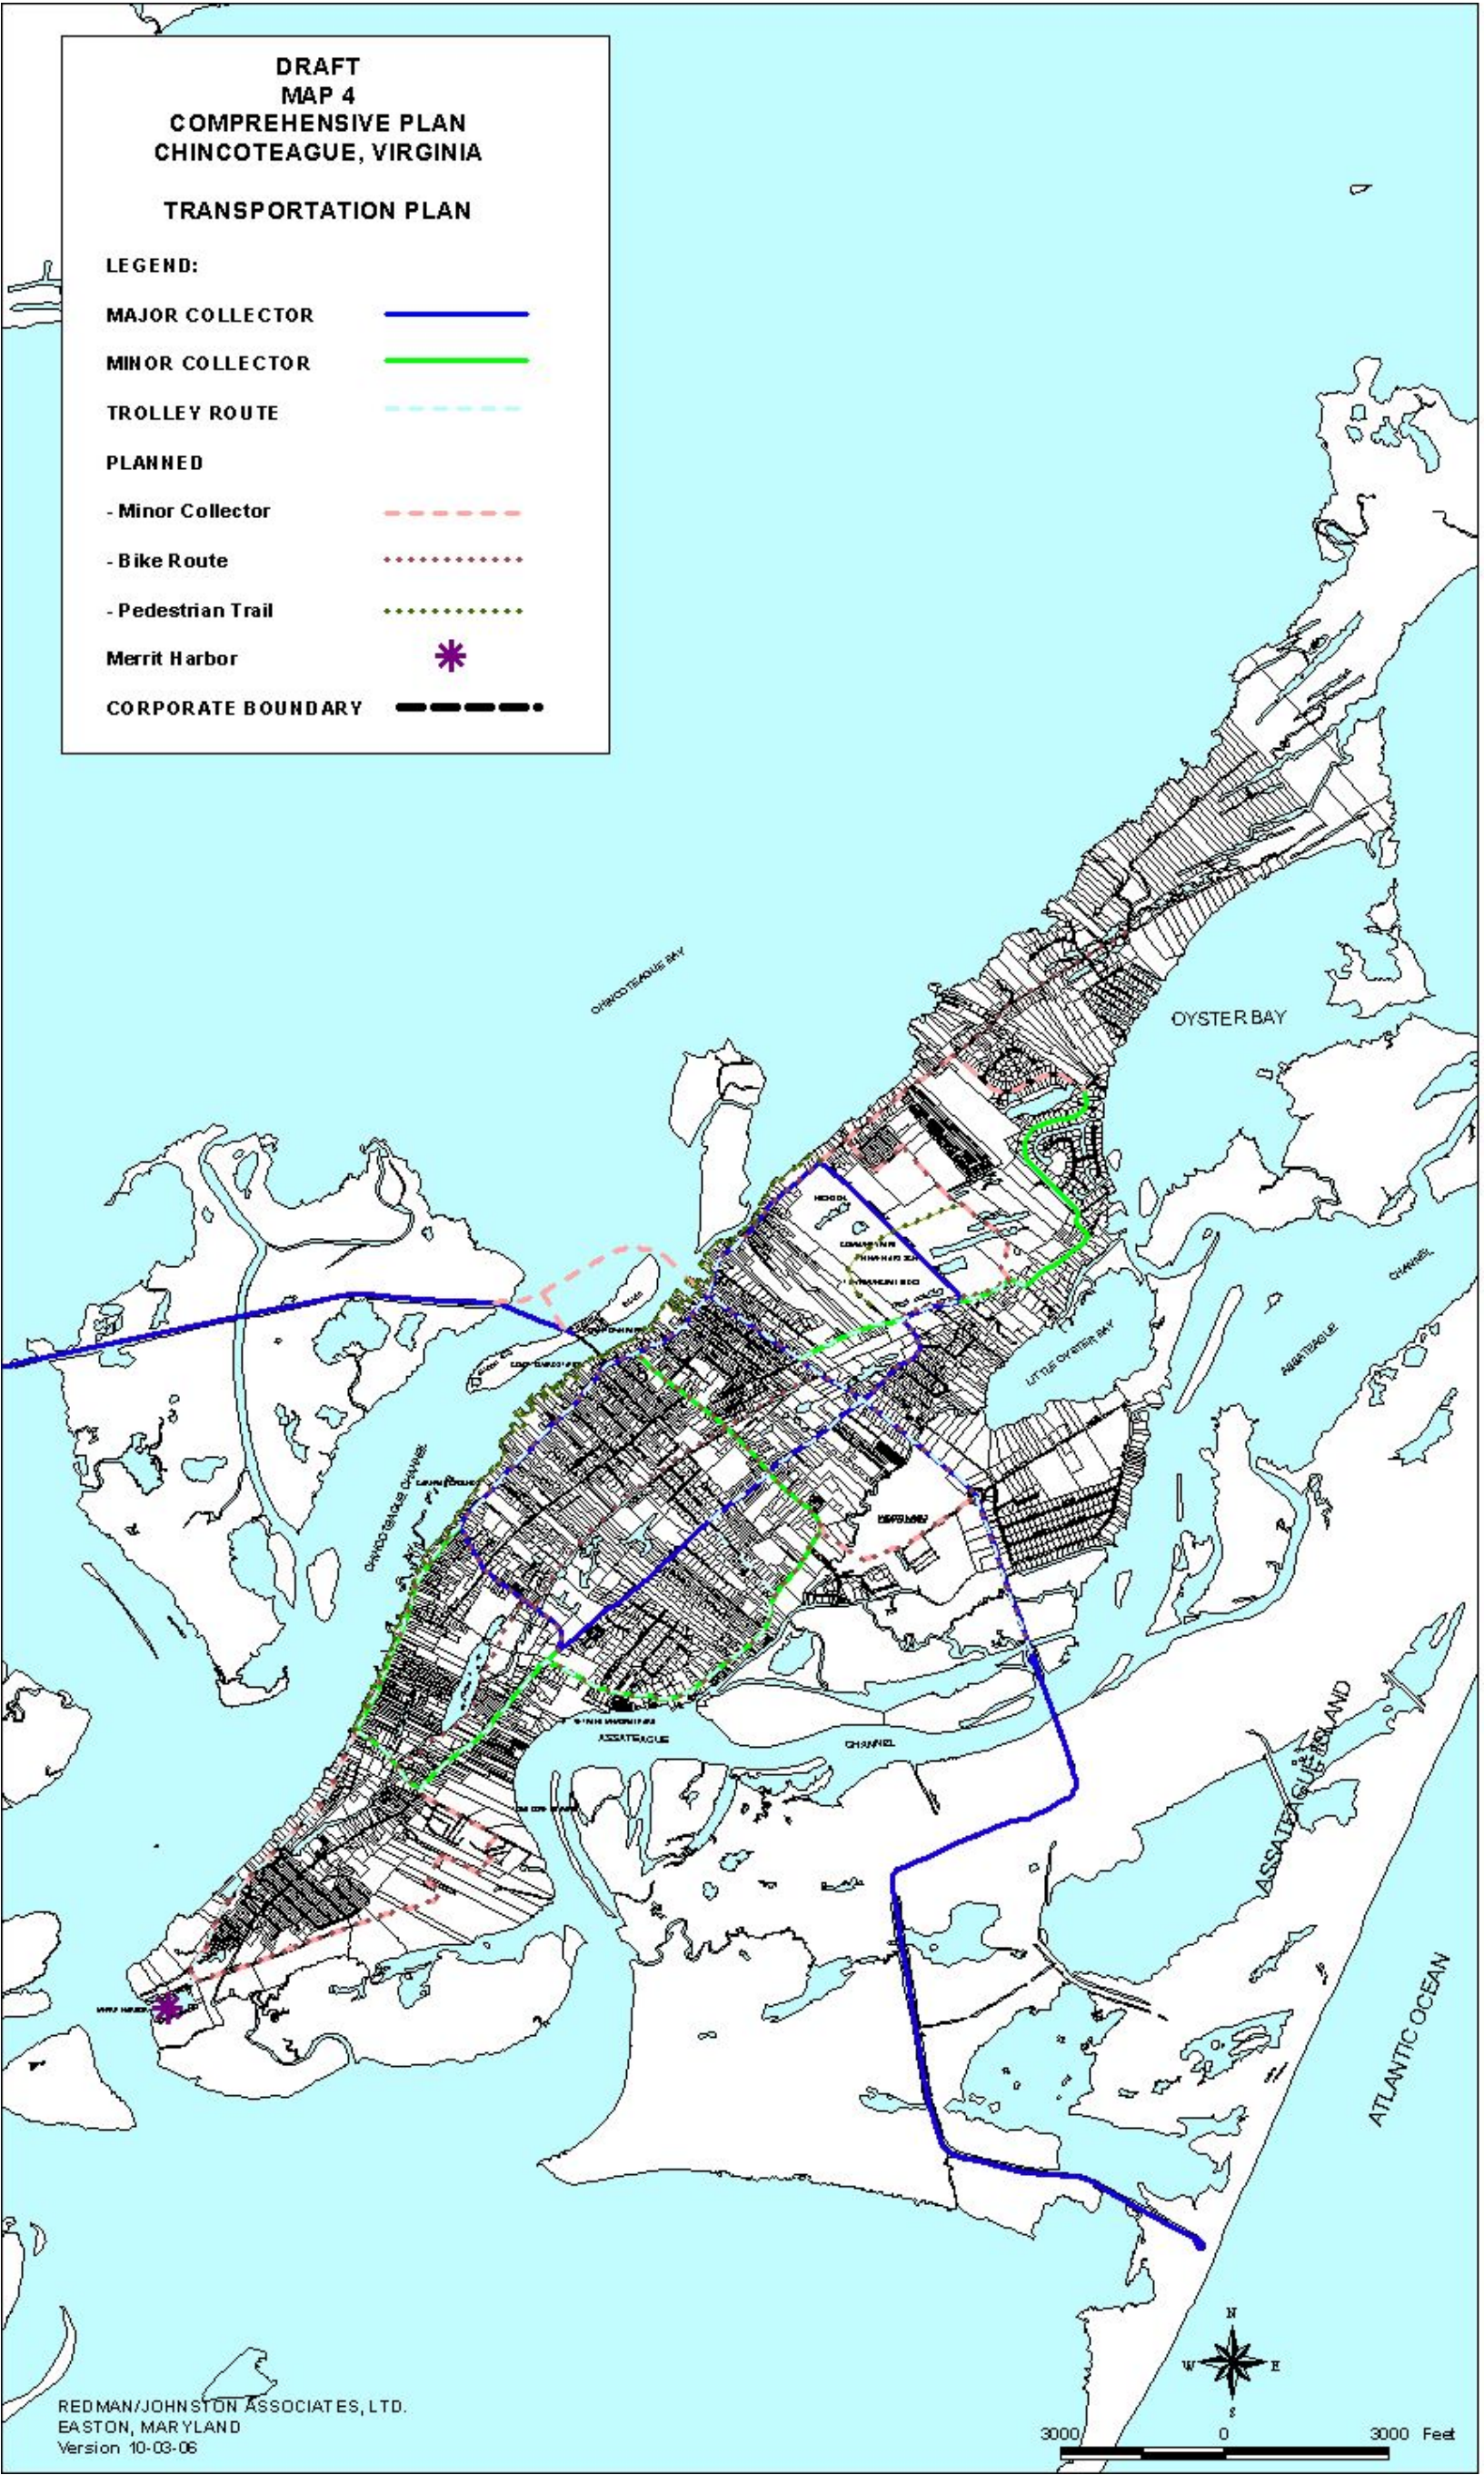 DRAFT
MAP 4
COMPREHENSIVE PLAN
CHINCOTEAGUE, VIRGINIA
TRANSPORTATION PLAN
LEGEND:
MAJOR COLLECTOR
MINOR COLLECTOR
TROLLEY ROUTE
PLANNED
- Minor Collector
- Bike Route
- Pedestrian Trail
Merrit Harbor
CORPORATE BOUNDARY
CHINCOTEAGUE BAY
OYSTER BAY
CHANNEL
ASSATEAGUE
LITTLE OYSTER BAY
CHINCOTEAGUE CHANNEL
ASSATEAGUE
CHANNEL
ASSATEAGUE ISLAND
ATLANTIC OCEAN
N
W E
S
REDMAN/JOHNSTON ASSOCIATES, LTD.
EASTON, MARYLAND
Version 10-03-06
3000 0 3000 Feet